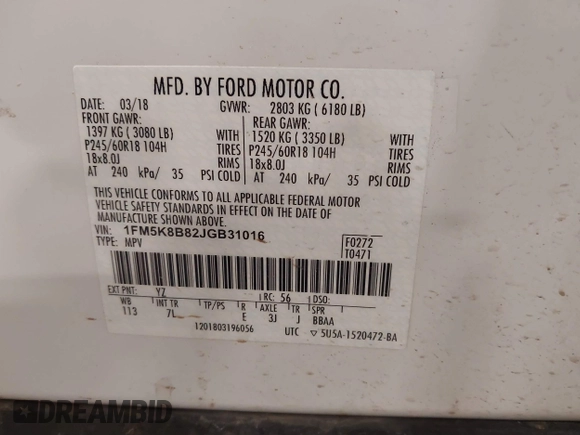 MFD. BY FORD MOTOR CO.
DATE: 03/18 GVWR: 2803 KG ( 6180 LB)
FRONT GAWR: REAR GAWR:
1397 KG ( 3080 LB) WITH 1520 KG ( 3350 LB) WITH
P245/60R18 104H TIRES P245/60R18 104H TIRES
18x8.0J RIMS 18x8.0J RIMS
AT 240 kPa/ 35 PSI COLD AT 240 kPa/ 35 PSI COLD
THIS VEHICLE CONFORMS TO ALL APPLICABLE FEDERAL MOTOR
VEHICLE SAFETY STANDARDS IN EFFECT ON THE DATE OF
MANUFACTURE SHOWN ABOVE.
VIN: 1FM5K8B82JGB31016 F0272
TYPE: MPV T0471
EXT PNT: YZ RC: 56 DSO:
WB INT TR TP/PS R AXLE TR SPR
113 7L E 3J J BBAA
1201803196056 UTC ▽ 5U5A-1520472-BA
DREAMBID